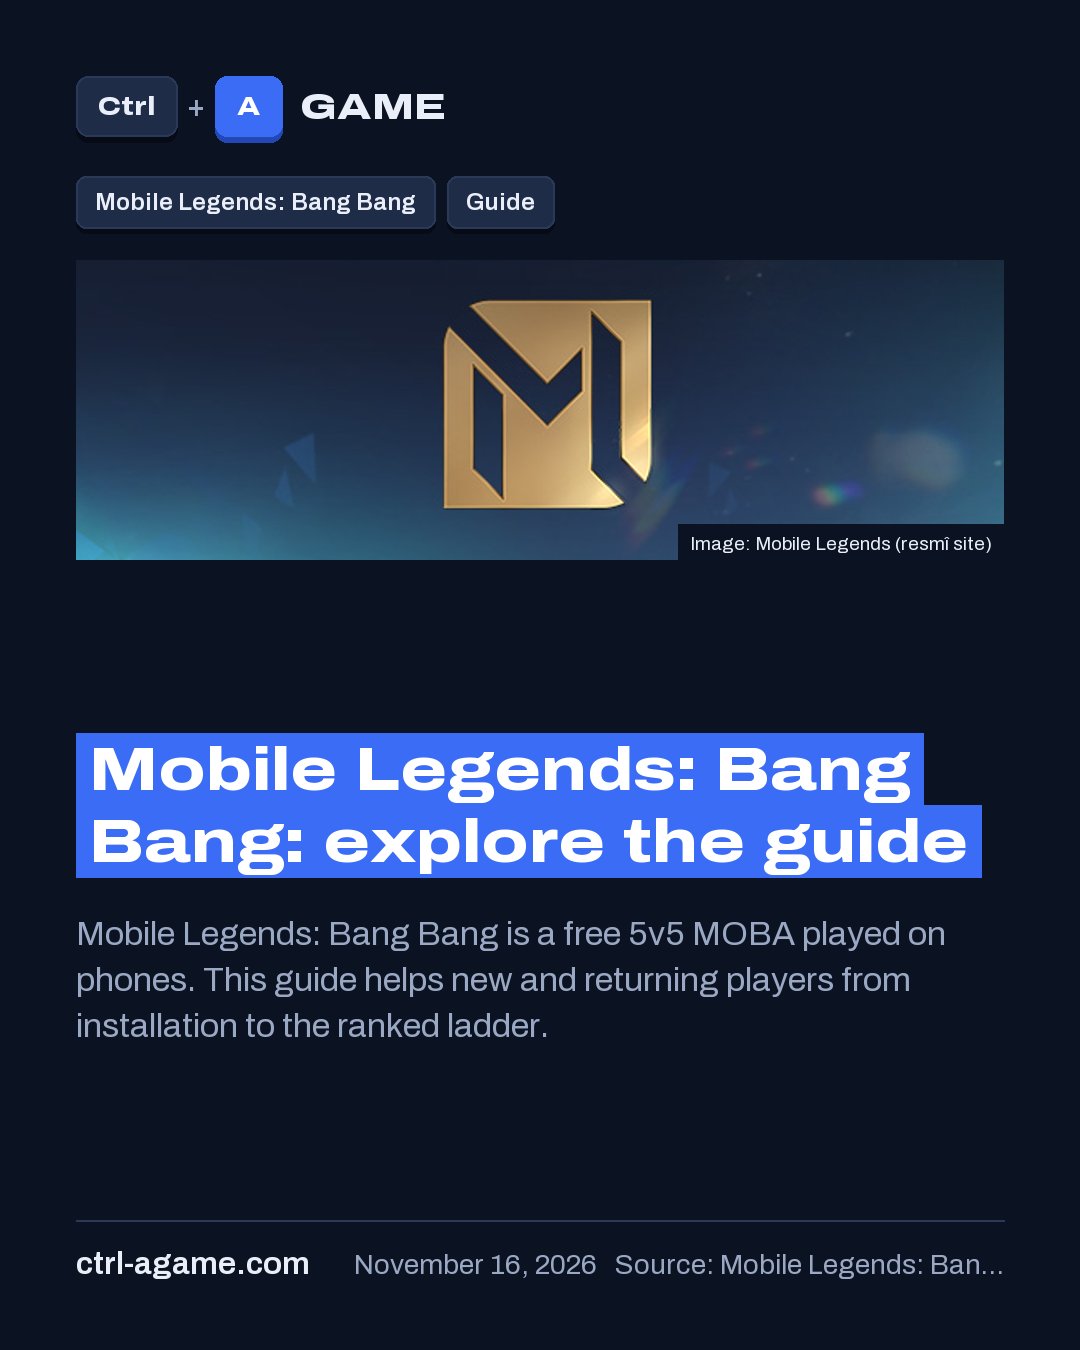 Ctrl + A GAME
Mobile Legends: Bang Bang Guide
Image: Mobile Legends (resmî site)
Mobile Legends: Bang
Bang: explore the guide
Mobile Legends: Bang Bang is a free 5v5 MOBA played on
phones. This guide helps new and returning players from
installation to the ranked ladder.
ctrl-agame.com November 16, 2026 Source: Mobile Legends: Ban...